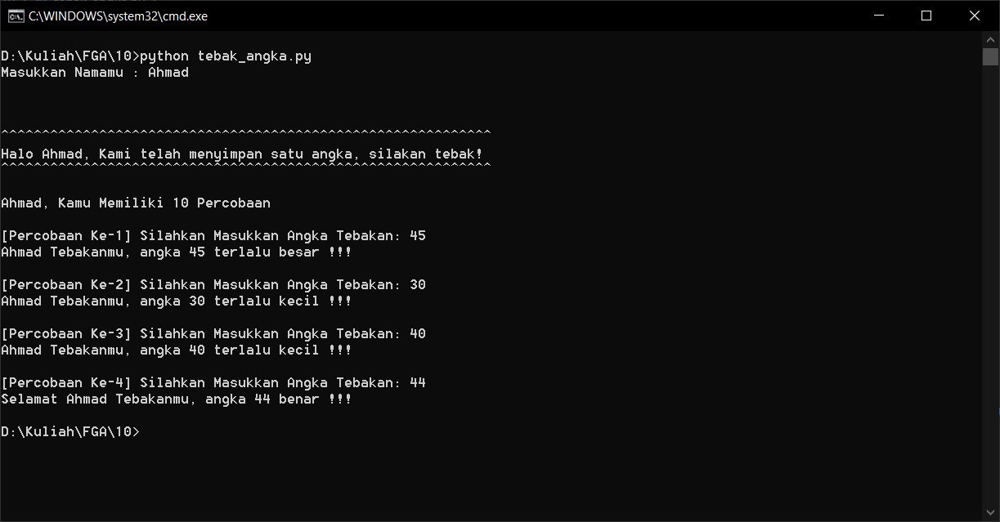 C:\WINDOWS\system32\cmd.exe
D:\Kuliah\FGA\10>python tebak_angka.py
Masukkan Namamu : Ahmad
^^^^^^^^^^^^^^^^^^^^^^^^^^^^^^^^^^^^^^^^^^^^^^^^^^^^^^^^^^^^
Halo Ahmad, Kami telah menyimpan satu angka, silakan tebak!
^^^^^^^^^^^^^^^^^^^^^^^^^^^^^^^^^^^^^^^^^^^^^^^^^^^^^^^^^^^^
Ahmad, Kamu Memiliki 10 Percobaan
[Percobaan Ke-1] Silahkan Masukkan Angka Tebakan: 45
Ahmad Tebakanmu, angka 45 terlalu besar !!!
[Percobaan Ke-2] Silahkan Masukkan Angka Tebakan: 30
Ahmad Tebakanmu, angka 30 terlalu kecil !!!
[Percobaan Ke-3] Silahkan Masukkan Angka Tebakan: 40
Ahmad Tebakanmu, angka 40 terlalu kecil !!!
[Percobaan Ke-4] Silahkan Masukkan Angka Tebakan: 44
Selamat Ahmad Tebakanmu, angka 44 benar !!!
D:\Kuliah\FGA\10>